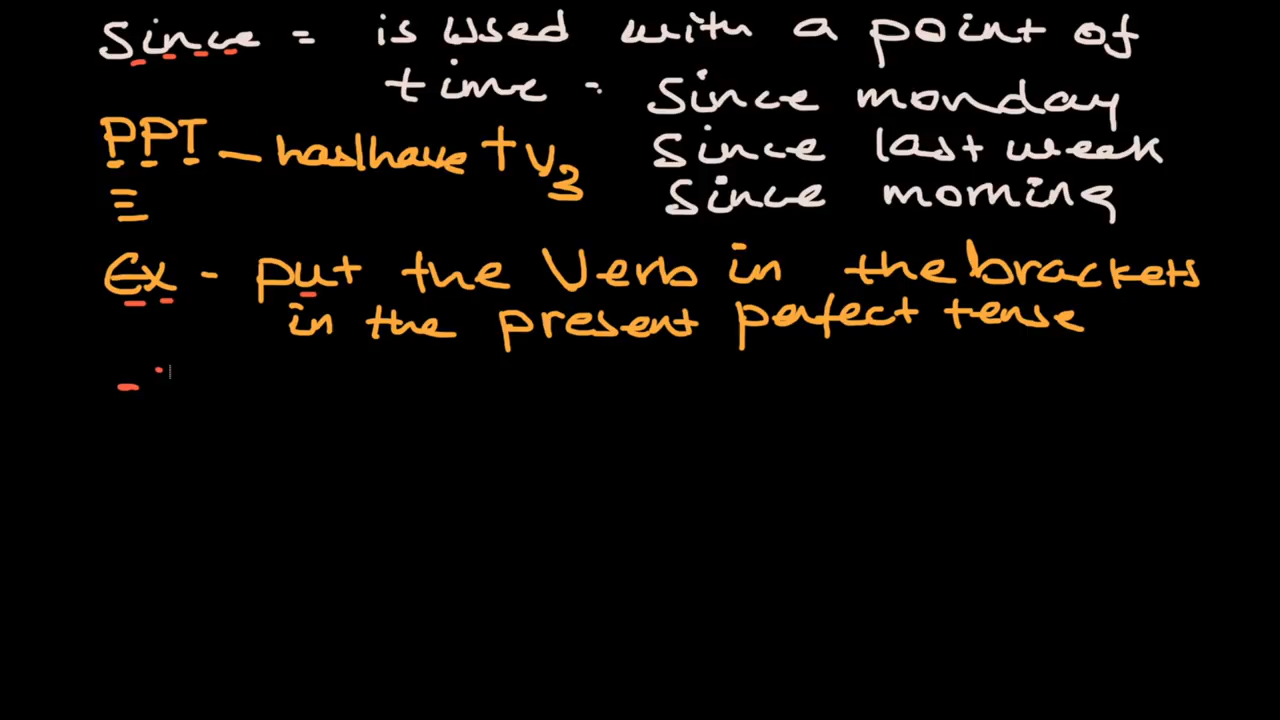 Since = is used with a point of
time - Since monday
PPT - has/have + V3 Since last week
Since morning
Ex - put the Verb in the brackets
in the present perfect tense